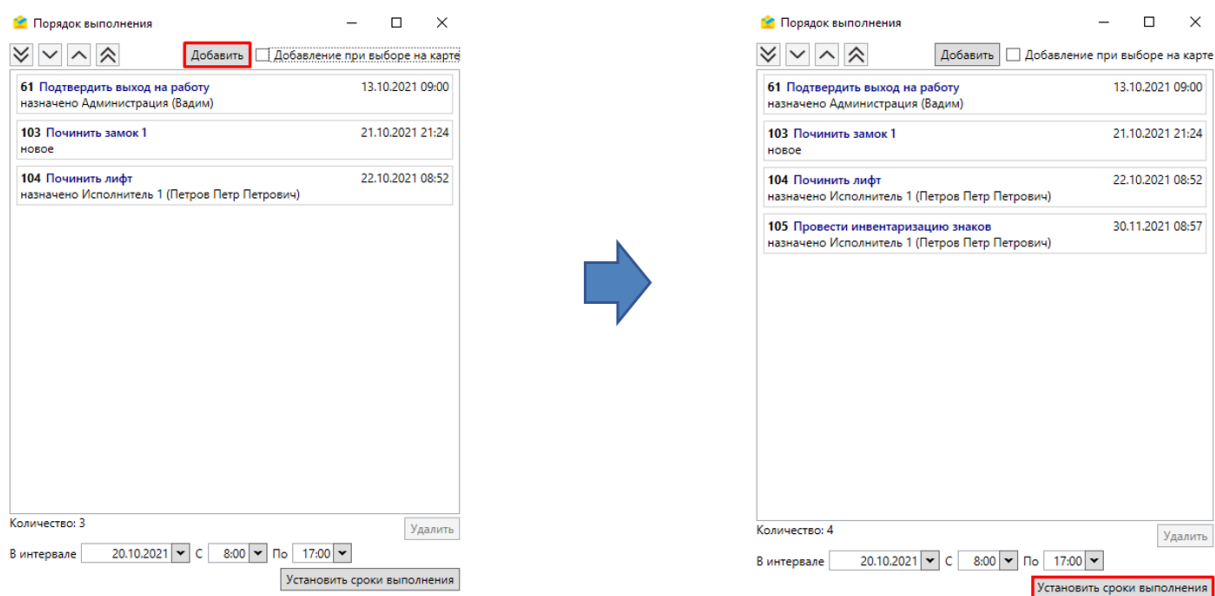 Порядок выполнения
Добавить Добавление при выборе на карте
61 Подтвердить выход на работу 13.10.2021 09:00
назначено Администрация (Вадим)
103 Починить замок 1 21.10.2021 21:24
новое
104 Починить лифт 22.10.2021 08:52
назначено Исполнитель 1 (Петров Петр Петрович)
Количество: 3
Удалить
В интервале 20.10.2021 С 8:00 По 17:00
Установить сроки выполнения
Порядок выполнения
Добавить Добавление при выборе на карте
61 Подтвердить выход на работу 13.10.2021 09:00
назначено Администрация (Вадим)
103 Починить замок 1 21.10.2021 21:24
новое
104 Починить лифт 22.10.2021 08:52
назначено Исполнитель 1 (Петров Петр Петрович)
105 Провести инвентаризацию знаков 30.11.2021 08:57
назначено Исполнитель 1 (Петров Петр Петрович)
Количество: 4
Удалить
В интервале 20.10.2021 С 8:00 По 17:00
Установить сроки выполнения